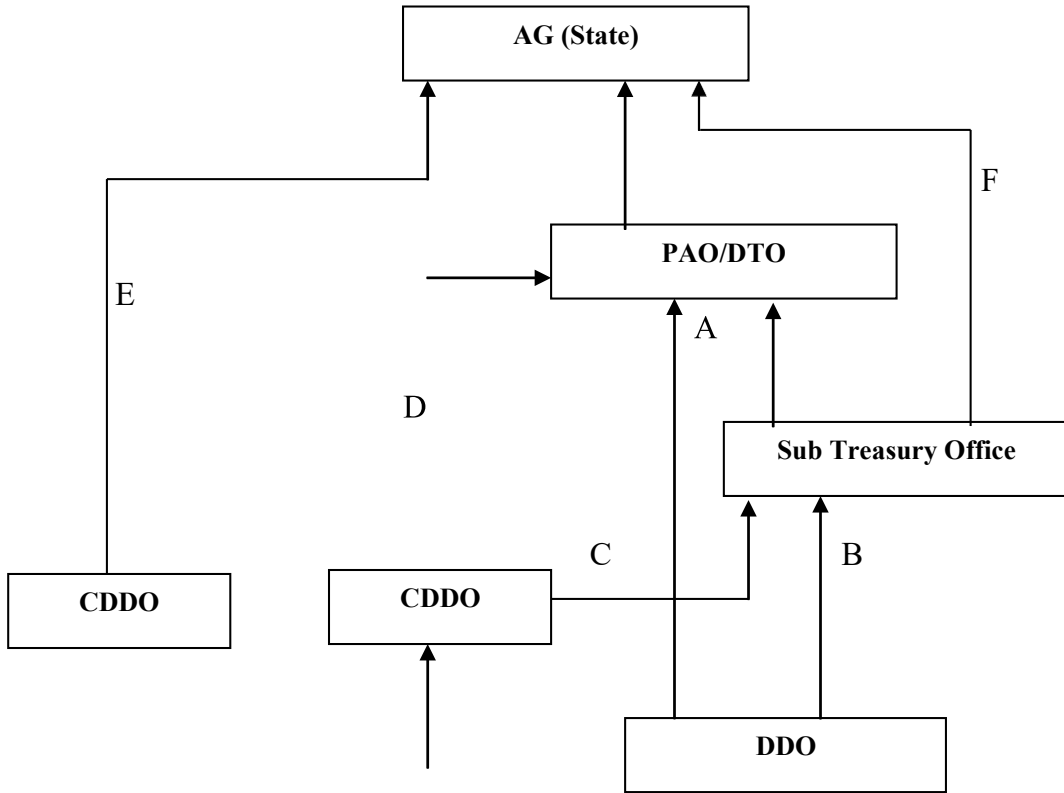 AG (State)
F
PAO/DTO
E
A
D
Sub Treasury Office
C
B
CDDO
CDDO
DDO